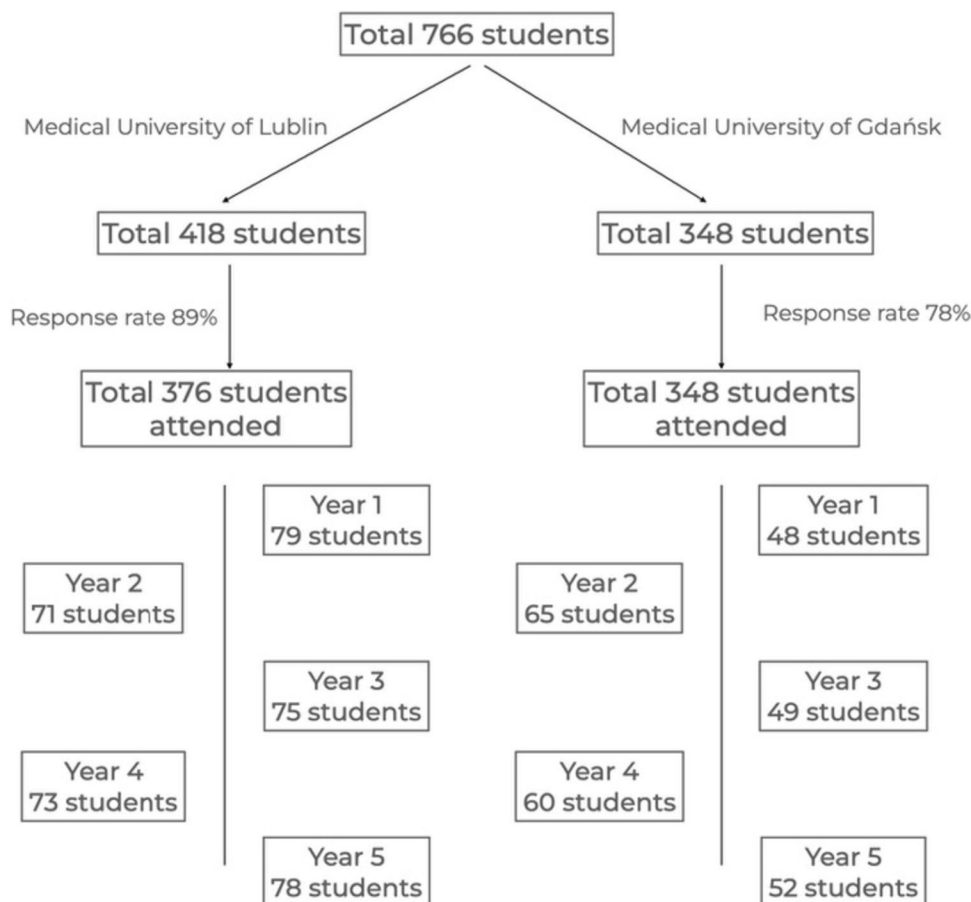 Total 766 students
Medical University of Lublin
Medical University of Gdańsk
Total 418 students
Total 348 students
Response rate 89%
Response rate 78%
Total 376 students
attended
Total 348 students
attended
Year 1
79 students
Year 2
71 students
Year 3
75 students
Year 4
73 students
Year 5
78 students
Year 1
48 students
Year 2
65 students
Year 3
49 students
Year 4
60 students
Year 5
52 students